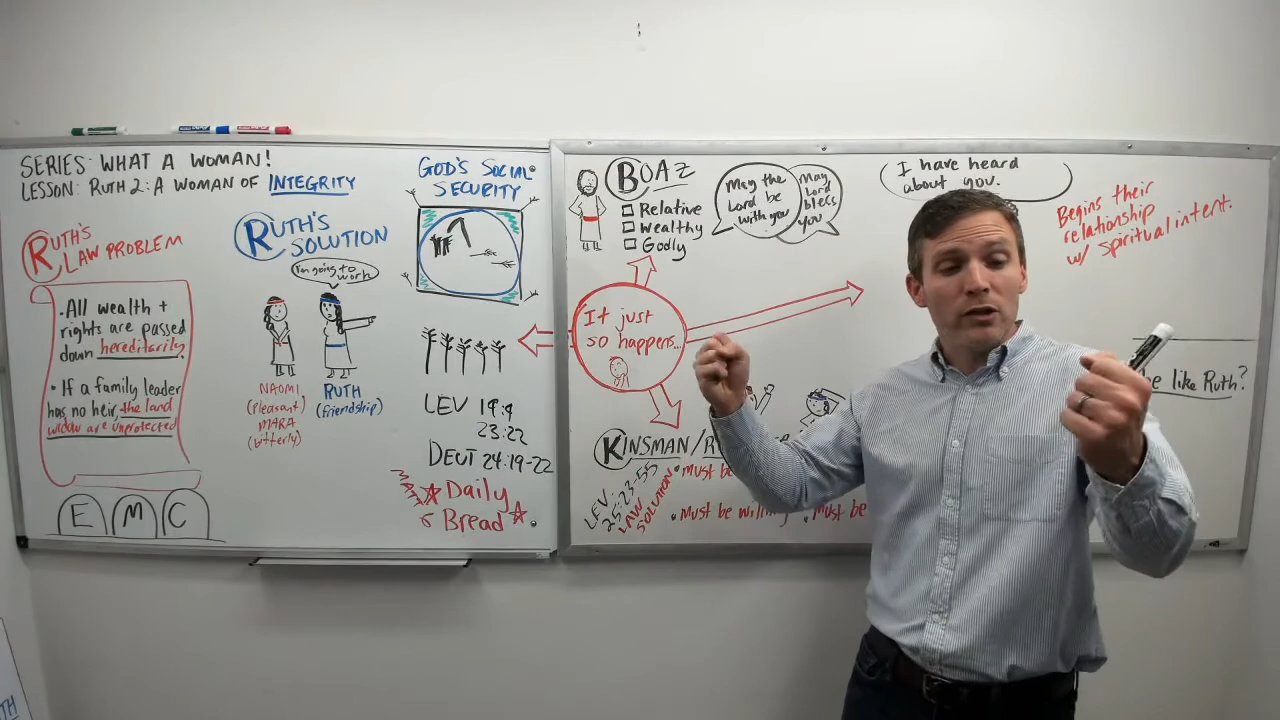 SERIES: WHAT A WOMAN!
LESSON: RUTH 2: A WOMAN OF INTEGRITY
RUTH'S
LAW PROBLEM
• All wealth +
rights are passed
down hereditarily.
• If a family leader
has no heir, the land
widow are unprotected
E M C
RUTH'S
SOLUTION
I'm going to
work
NAOMI
(pleasant)
MARA
(bitterly)
RUTH
(friendship)
GOD'S SOCIAL
SECURITY
LEV 19:9
23:22
DEUT 24:19-22
Daily
Bread
BOAZ
Relative
Wealthy
Godly
May the
Lord be
with you
May
Lord
bless
you
I have heard
about you.
Begins their
relationship
w/ spiritual intent.
It just
so happens...
KINSMAN/
LEV.
25:23-55
LAW
SOLUTION
• Must be
• Must be
• Must be
like Ruth?
TH